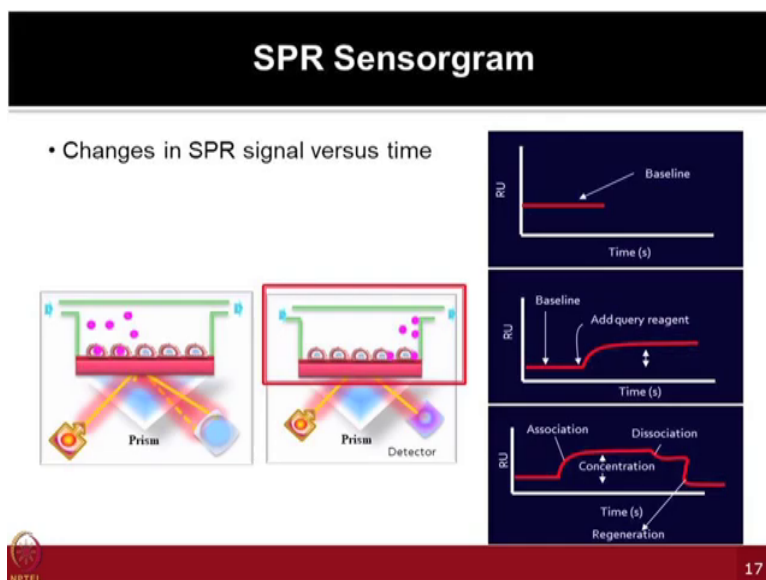 SPR Sensorgram
• Changes in SPR signal versus time
Prism
Prism
Detector
RU
Baseline
Time (s)
RU
Baseline
Add query reagent
Time (s)
RU
Association
Dissociation
Concentration
Time (s)
Regeneration
NPTEL
17